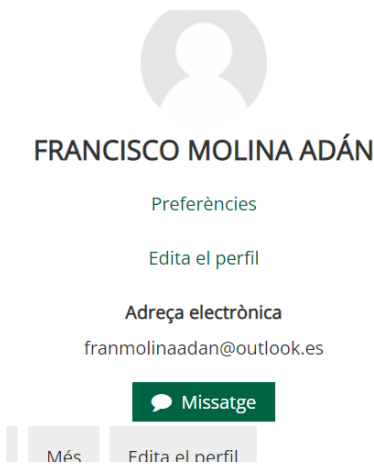 FRANCISCO MOLINA ADÁN
Preferències
Edita el perfil
Adreça electrònica
franmolinaadan@outlook.es
Missatge
Més Edita el perfil